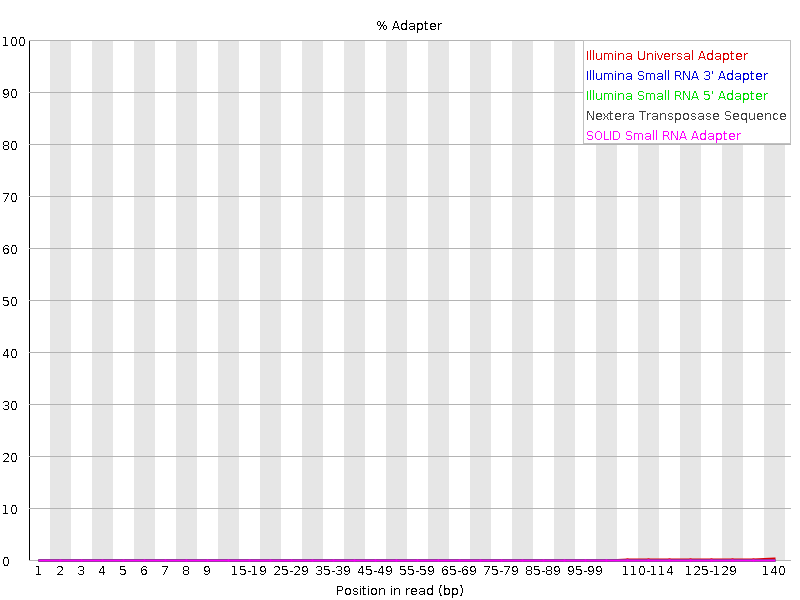 % Adapter
100
90
80
70
60
50
40
30
20
10
0
Illumina Universal Adapter
Illumina Small RNA 3' Adapter
Illumina Small RNA 5' Adapter
Nextera Transposase Sequence
SOLID Small RNA Adapter
1 2 3 4 5 6 7 8 9 15-19 25-29 35-39 45-49 55-59 65-69 75-79 85-89 95-99 110-114 125-129 140
Position in read (bp)